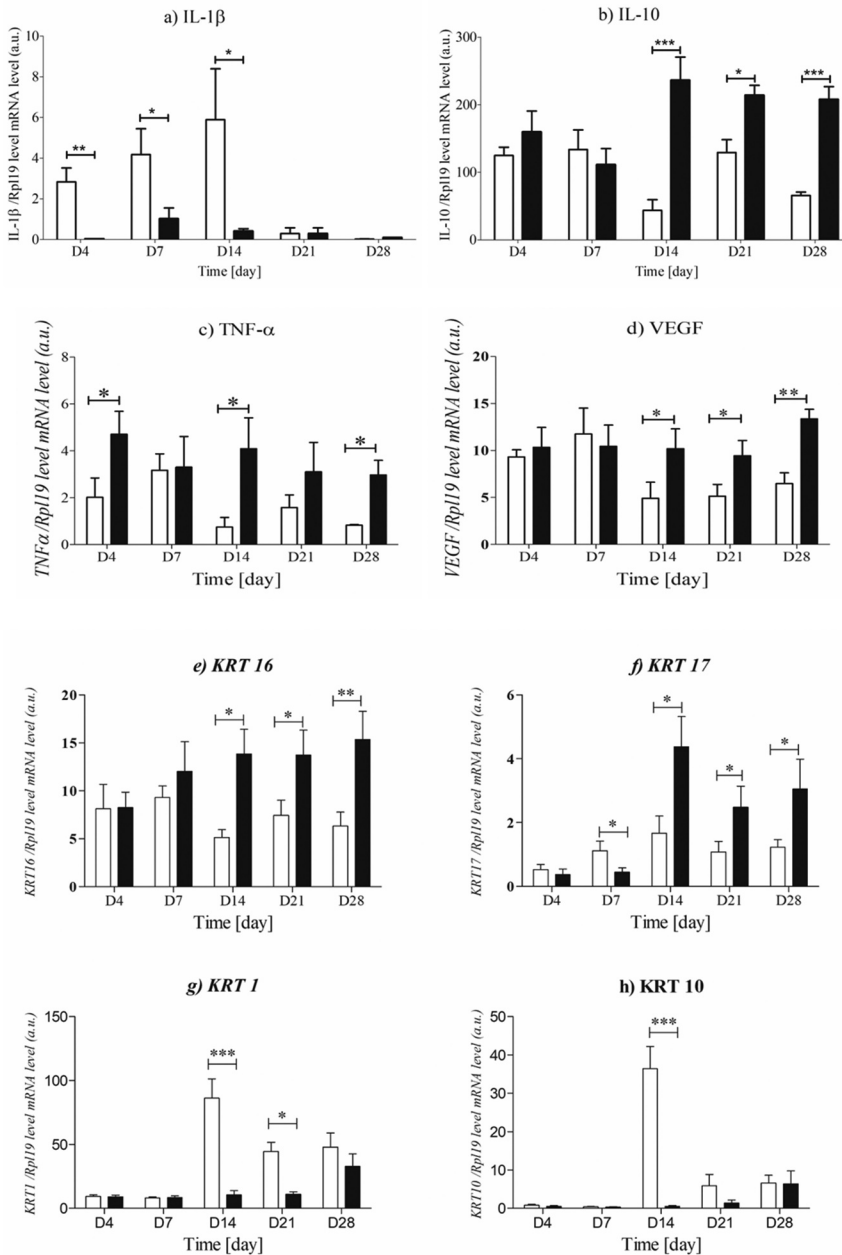 a) IL-1β
IL-1β /Rpl19 level mRNA level (a.u.)
10
8
6
4
2
0
**
*
*
D4 D7 D14 D21 D28
Time [day]
b) IL-10
IL-10 /Rpl19 level mRNA level (a.u.)
300
200
100
0
***
*
***
D4 D7 D14 D21 D28
Time [day]
c) TNF-α
TNFα /Rpl19 level mRNA level (a.u.)
8
6
4
2
0
*
*
*
D4 D7 D14 D21 D28
Time [day]
d) VEGF
VEGF /Rpl19 level mRNA level (a.u.)
20
15
10
5
0
*
*
**
D4 D7 D14 D21 D28
Time [day]
e) KRT 16
KRT16 /Rpl19 level mRNA level (a.u.)
20
15
10
5
0
*
*
**
D4 D7 D14 D21 D28
Time [day]
f) KRT 17
KRT17 /Rpl19 level mRNA level (a.u.)
6
4
2
0
*
*
*
*
D4 D7 D14 D21 D28
Time [day]
g) KRT 1
KRT1 /Rpl19 level mRNA level (a.u.)
150
100
50
0
***
*
D4 D7 D14 D21 D28
Time [day]
h) KRT 10
KRT10 /Rpl19 level mRNA level (a.u.)
50
40
30
20
10
0
***
D4 D7 D14 D21 D28
Time [day]